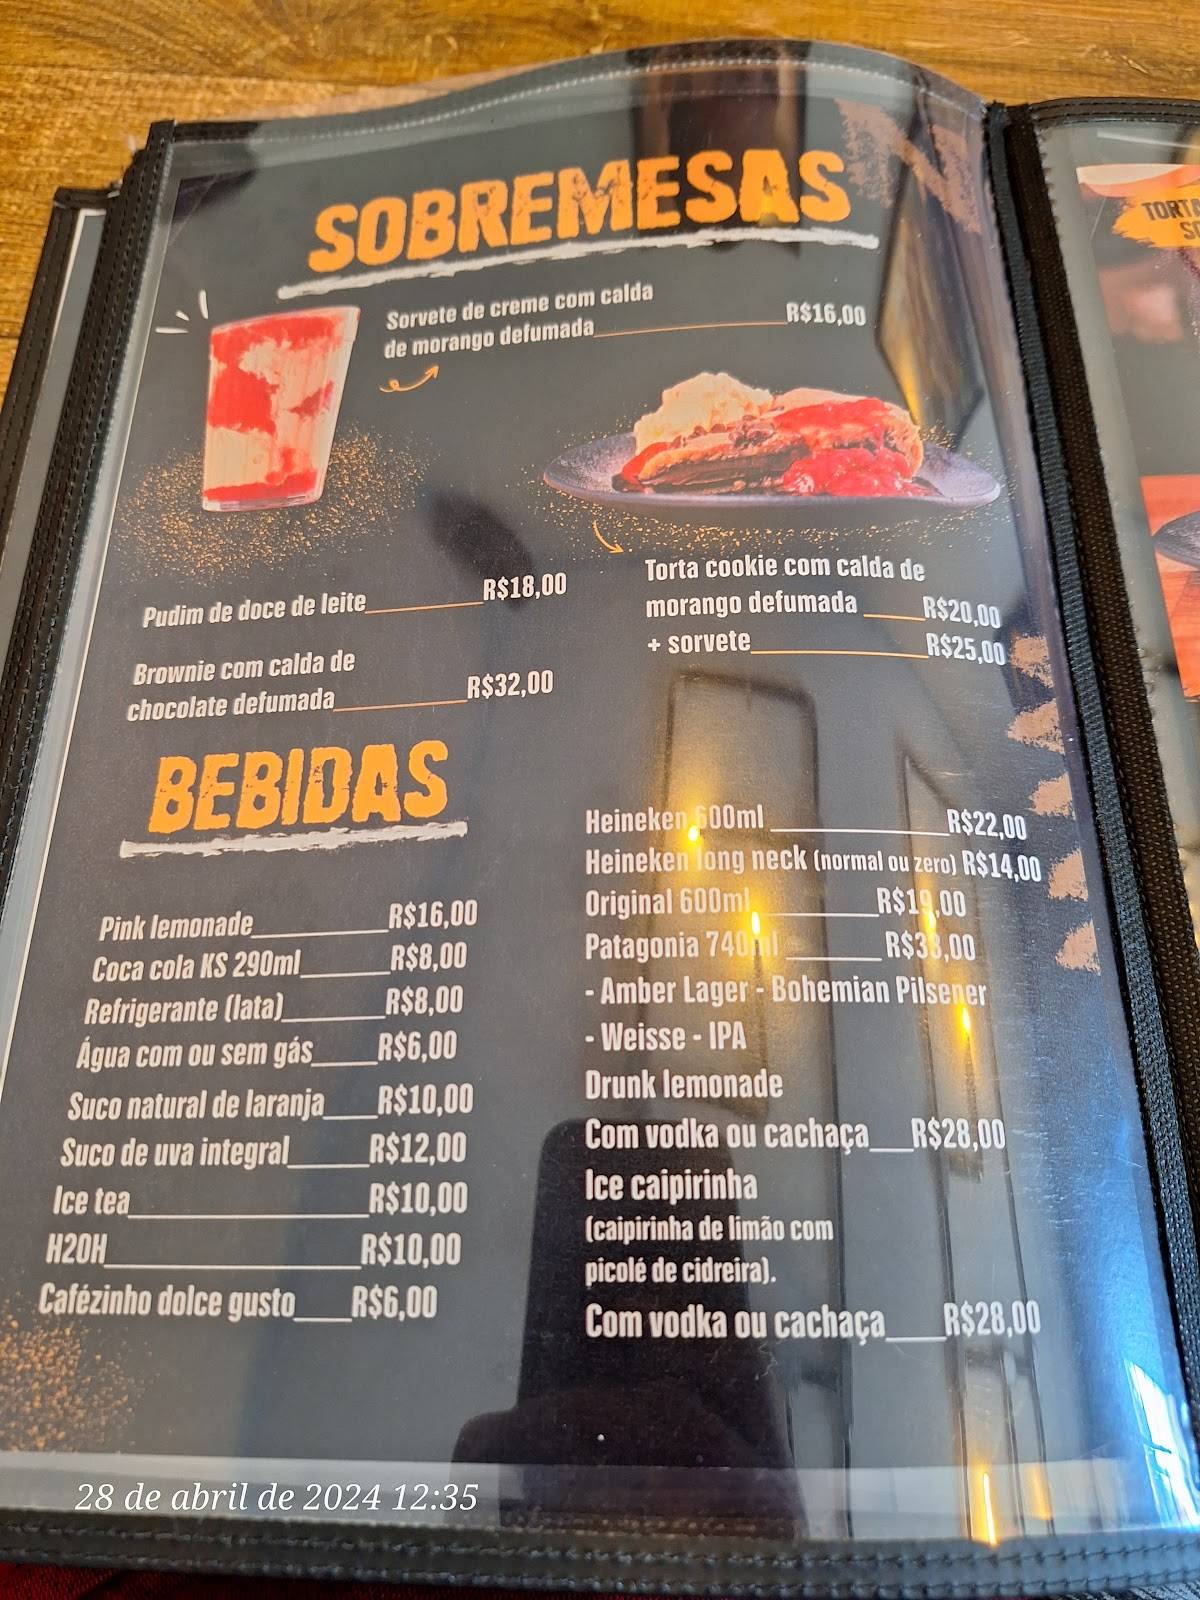 SOBREMESAS
Sorvete de creme com calda
de morango defumada R$16,00
Torta cookie com calda de
morango defumada R$20,00
+ sorvete R$25,00
Pudim de doce de leite R$18,00
Brownie com calda de
chocolate defumada R$32,00
BEBIDAS
Pink lemonade R$16,00
Coca cola KS 290ml R$8,00
Refrigerante (lata) R$8,00
Água com ou sem gás R$6,00
Suco natural de laranja R$10,00
Suco de uva integral R$12,00
Ice tea R$10,00
H2OH R$10,00
Cafézinho dolce gusto R$6,00
Heineken 600ml R$22,00
Heineken long neck (normal ou zero) R$14,00
Original 600ml R$19,00
Patagonia 740ml
- Amber Lager - Bohemian Pilsener
- Weisse - IPA
Drunk lemonade
Com vodka ou cachaça R$28,00
Ice caipirinha
(caipirinha de limão com
picolé de cidreira).
Com vodka ou cachaça R$28,00
TORTA
28 de abril de 2024 12:35